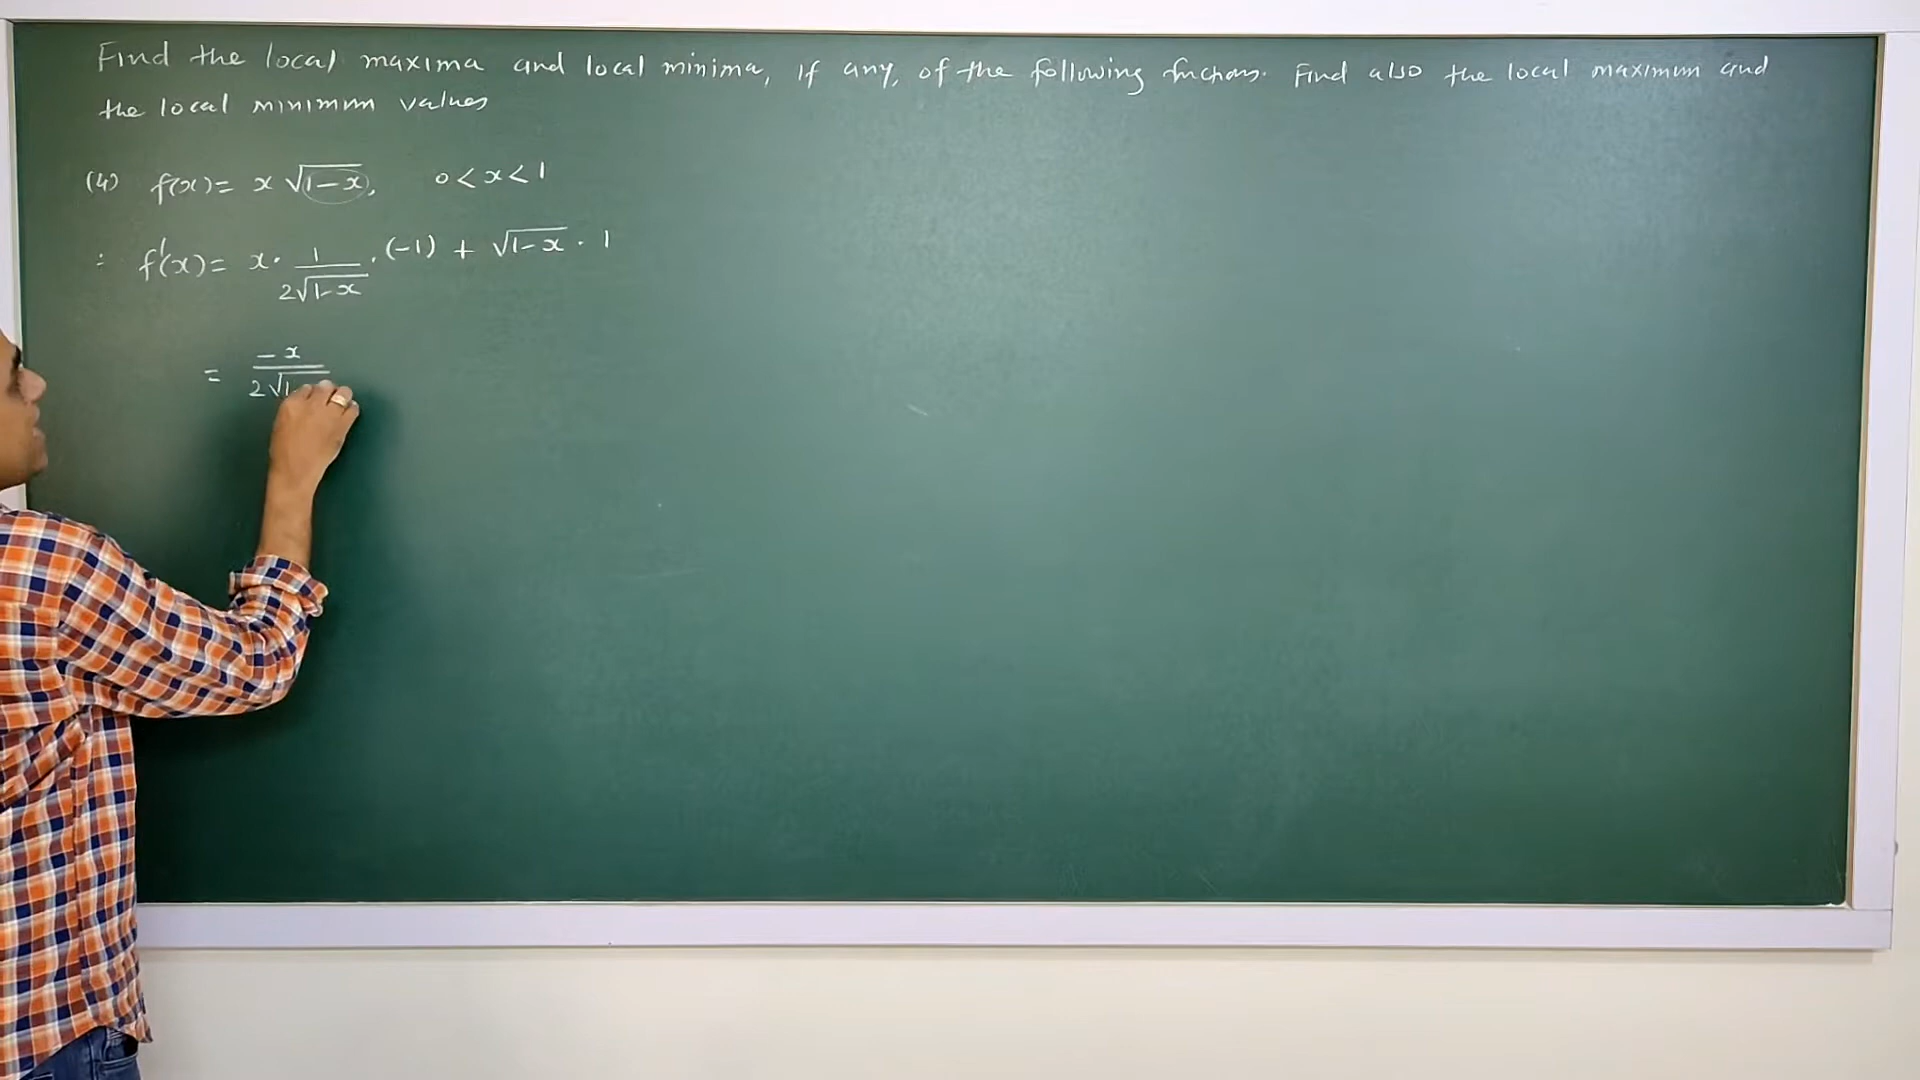 Find the local maxima and local minima, if any, of the following functions. Find also the local maximum and
the local minimum values
(4) f(x) = x √(1-x), 0 < x < 1
∴ f'(x) = x · 1/(2√(1-x)) · (-1) + √(1-x) · 1
= -x/(2√1-